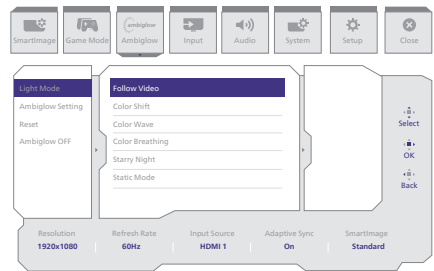 ambiglow
SmartImage Game Mode Ambiglow Input Audio System Setup Close
Light Mode
Ambiglow Setting
Reset
Ambiglow OFF
Follow Video
Color Shift
Color Wave
Color Breathing
Starry Night
Static Mode
Select
OK
Back
Resolution Refresh Rate Input Source Adaptive Sync SmartImage
1920x1080 60Hz HDMI 1 On Standard